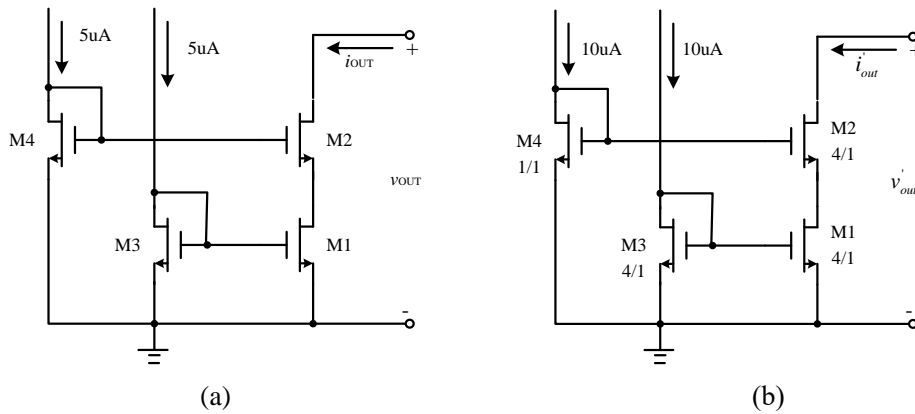 5uA
5uA
+
iOUT
M4
M2
vOUT
M3
M1
-
(a)
10uA
10uA
+
i'out
M4
1/1
M2
4/1
v'out
M3
4/1
M1
4/1
-
(b)